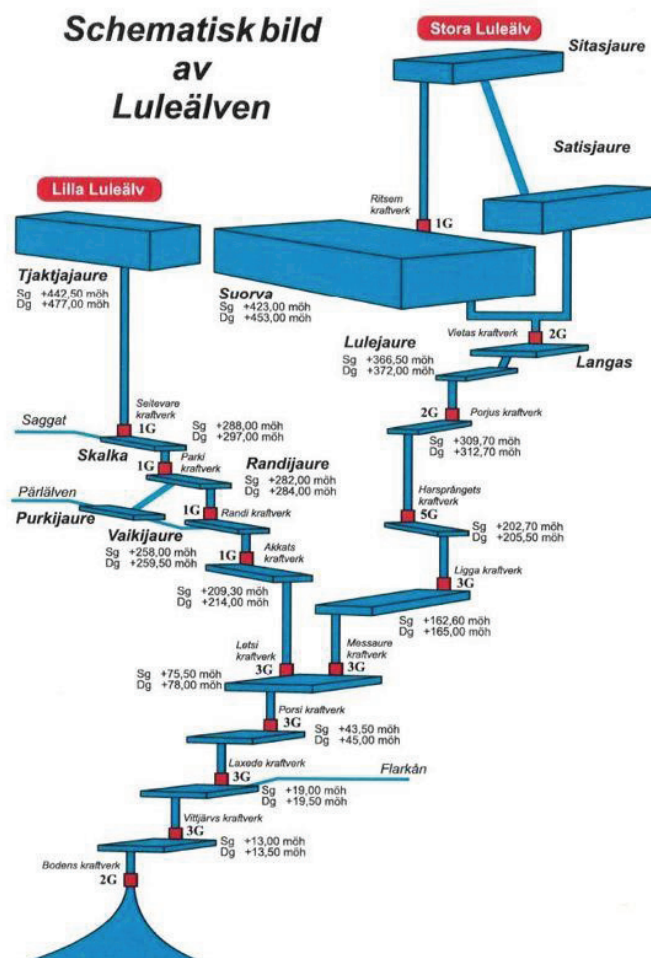 Schematisk bild
av
Luleälven
Stora Luleälv
Sitasjaure
Satisjaure
Lilla Luleälv
Ritsem
kraftverk
1G
Tjaktjajaure
Sg +442,50 möh
Dg +477,00 möh
Suorva
Sg +423,00 möh
Dg +453,00 möh
Vietas kraftverk
2G
Lulejaure
Sg +366,50 möh
Dg +372,00 möh
Langas
Seitevare
kraftverk
1G
Saggat
Sg +288,00 möh
Dg +297,00 möh
2G
Porjus kraftverk
Sg +309,70 möh
Dg +312,70 möh
Skalka
1G
Parki
kraftverk
Randijaure
Sg +282,00 möh
Dg +284,00 möh
Harsprångets
kraftverk
5G
Pärlälven
Purkijaure
1G
Randi kraftverk
Sg +202,70 möh
Dg +205,50 möh
Vaikijaure
Sg +258,00 möh
Dg +259,50 möh
1G
Akkats
kraftverk
Ligga kraftverk
3G
Sg +209,30 möh
Dg +214,00 möh
Sg +162,60 möh
Dg +165,00 möh
Letsi
kraftverk
3G
Messaure
kraftverk
3G
Sg +75,50 möh
Dg +78,00 möh
Porsi kraftverk
3G
Sg +43,50 möh
Dg +45,00 möh
Laxede kraftverk
3G
Flarkån
Sg +19,00 möh
Dg +19,50 möh
Vittjärvs kraftverk
3G
Sg +13,00 möh
Dg +13,50 möh
Bodens kraftverk
2G